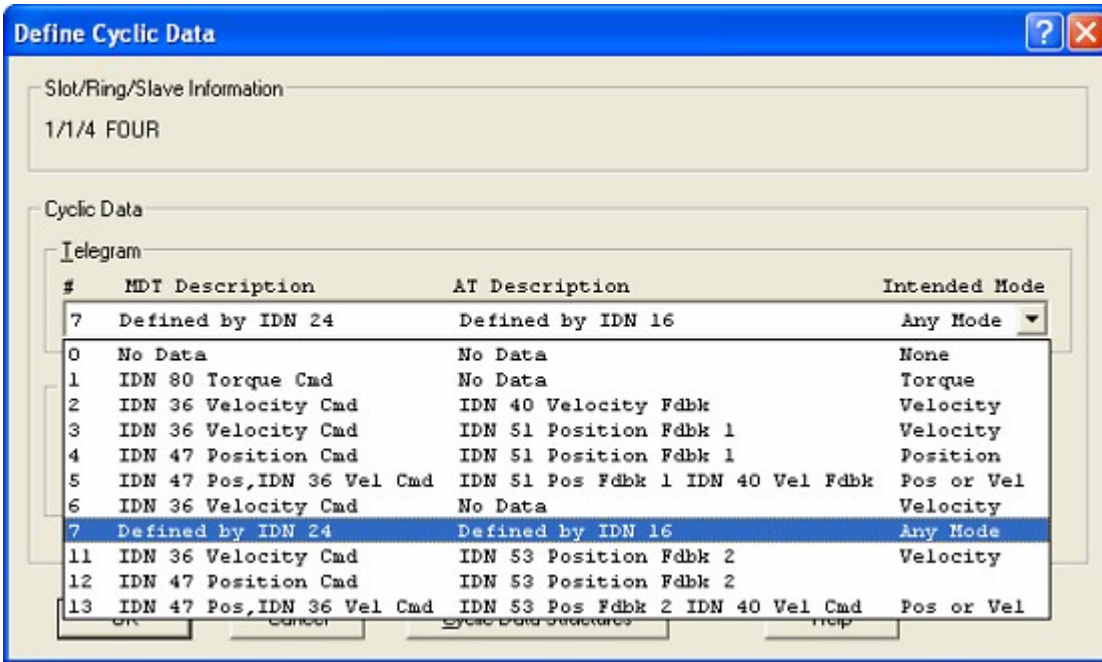 Define Cyclic Data
Slot/Ring/Slave Information
1/1/4 FOUR
Cyclic Data
Telegram
# MDT Description AT Description Intended Mode
7 Defined by IDN 24 Defined by IDN 16 Any Mode
0 No Data No Data None
1 IDN 80 Torque Cmd No Data Torque
2 IDN 36 Velocity Cmd IDN 40 Velocity Fdbk Velocity
3 IDN 36 Velocity Cmd IDN 51 Position Fdbk 1 Velocity
4 IDN 47 Position Cmd IDN 51 Position Fdbk 1 Position
5 IDN 47 Pos,IDN 36 Vel Cmd IDN 51 Pos Fdbk 1 IDN 40 Vel Fdbk Pos or Vel
6 IDN 36 Velocity Cmd No Data Velocity
7 Defined by IDN 24 Defined by IDN 16 Any Mode
11 IDN 36 Velocity Cmd IDN 53 Position Fdbk 2 Velocity
12 IDN 47 Position Cmd IDN 53 Position Fdbk 2
13 IDN 47 Pos,IDN 36 Vel Cmd IDN 53 Pos Fdbk 2 IDN 40 Vel Cmd Pos or Vel
OK Cancel Cyclic Data Structures Help